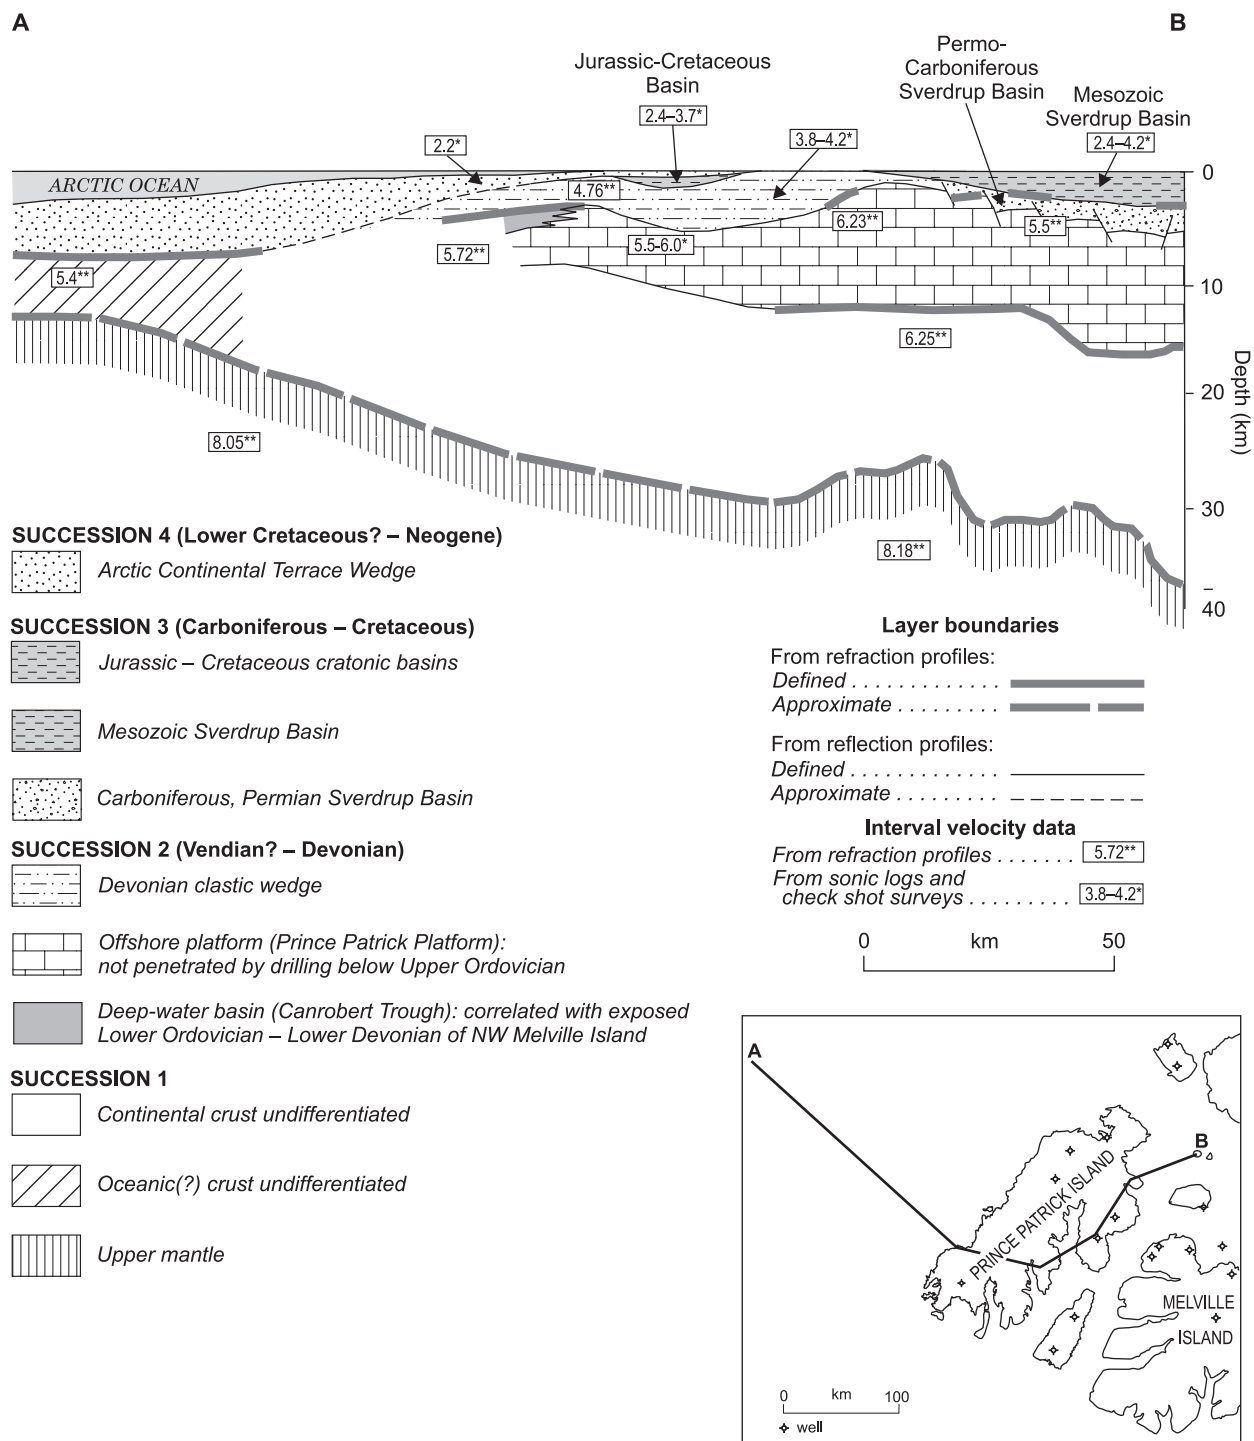 A
B
Permo-
Carboniferous
Sverdrup Basin
Jurassic-Cretaceous
Basin
Mesozoic
Sverdrup Basin
2.4–3.7*
2.4–4.2*
3.8–4.2*
2.2*
0
ARCTIC OCEAN
4.76**
6.23**
5.5**
5.72**
5.5-6.0*
5.4**
10
6.25**
Depth (km)
20
8.05**
30
8.18**
40
SUCCESSION 4 (Lower Cretaceous? – Neogene)
Arctic Continental Terrace Wedge
SUCCESSION 3 (Carboniferous – Cretaceous)
Jurassic – Cretaceous cratonic basins
Mesozoic Sverdrup Basin
Carboniferous, Permian Sverdrup Basin
SUCCESSION 2 (Vendian? – Devonian)
Devonian clastic wedge
Offshore platform (Prince Patrick Platform):
not penetrated by drilling below Upper Ordovician
Deep-water basin (Canrobert Trough): correlated with exposed
Lower Ordovician – Lower Devonian of NW Melville Island
SUCCESSION 1
Continental crust undifferentiated
Oceanic(?) crust undifferentiated
Upper mantle
Layer boundaries
From refraction profiles:
Defined . . . . . . . . . . . . .
Approximate . . . . . . . . .
From reflection profiles:
Defined . . . . . . . . . . . . .
Approximate . . . . . . . . .
Interval velocity data
From refraction profiles . . . . . . . 5.72**
From sonic logs and
check shot surveys . . . . . . . . . 3.8–4.2*
0 km 50
A
B
PRINCE PATRICK ISLAND
MELVILLE
ISLAND
0 km 100
well